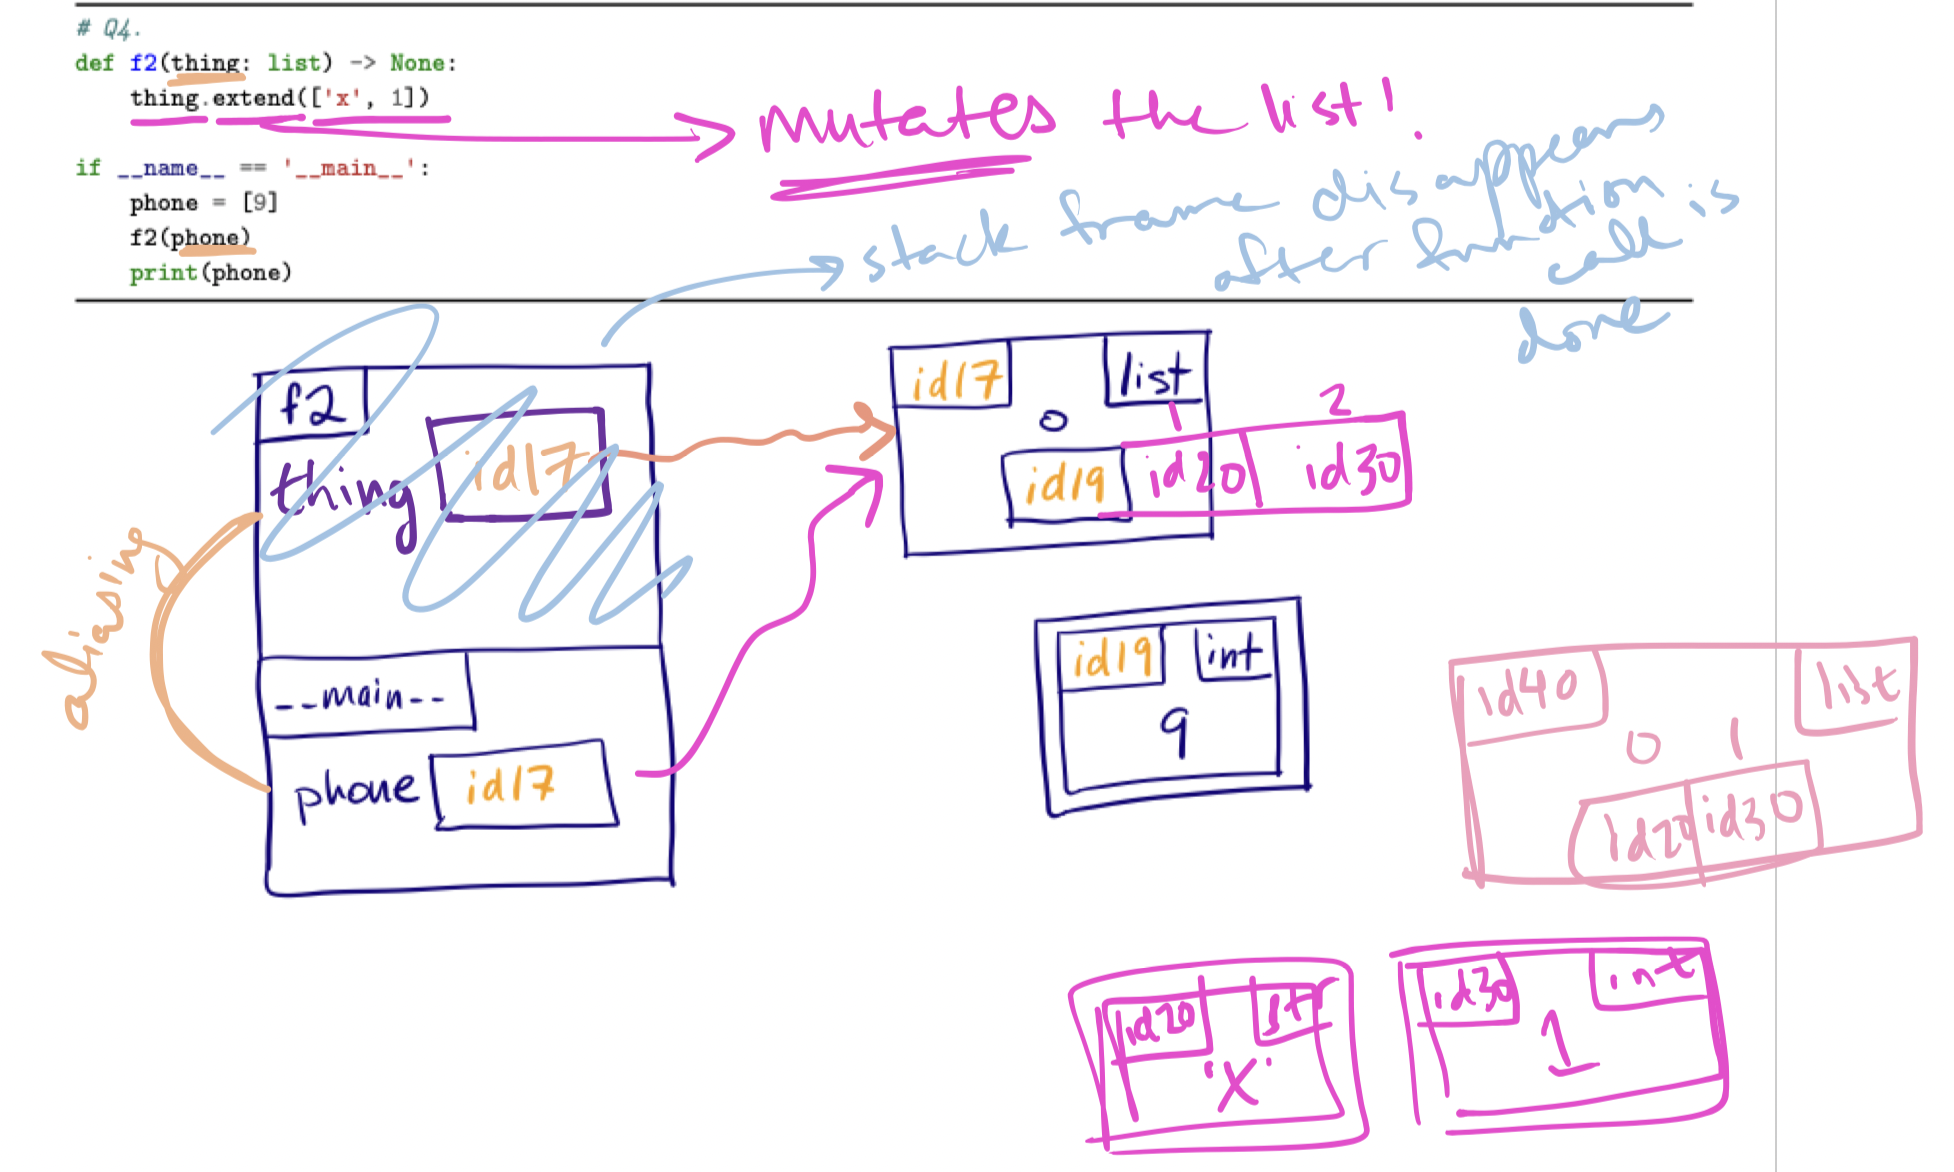 # Q4.
def f2(thing: list) -> None:
    thing.extend(['x', 1])
mutates the list!
if __name__ == '__main__':
    phone = [9]
    f2(phone)
    print(phone)
stack frame disappears
after function
call is
done
f2
thing id17
aliasing
__main__
phone id17
id17 list
0 1 2
id19 id20 id30
id19 int
9
id40 list
0 1
id20 id30
id20 str
'x'
id30 int
1